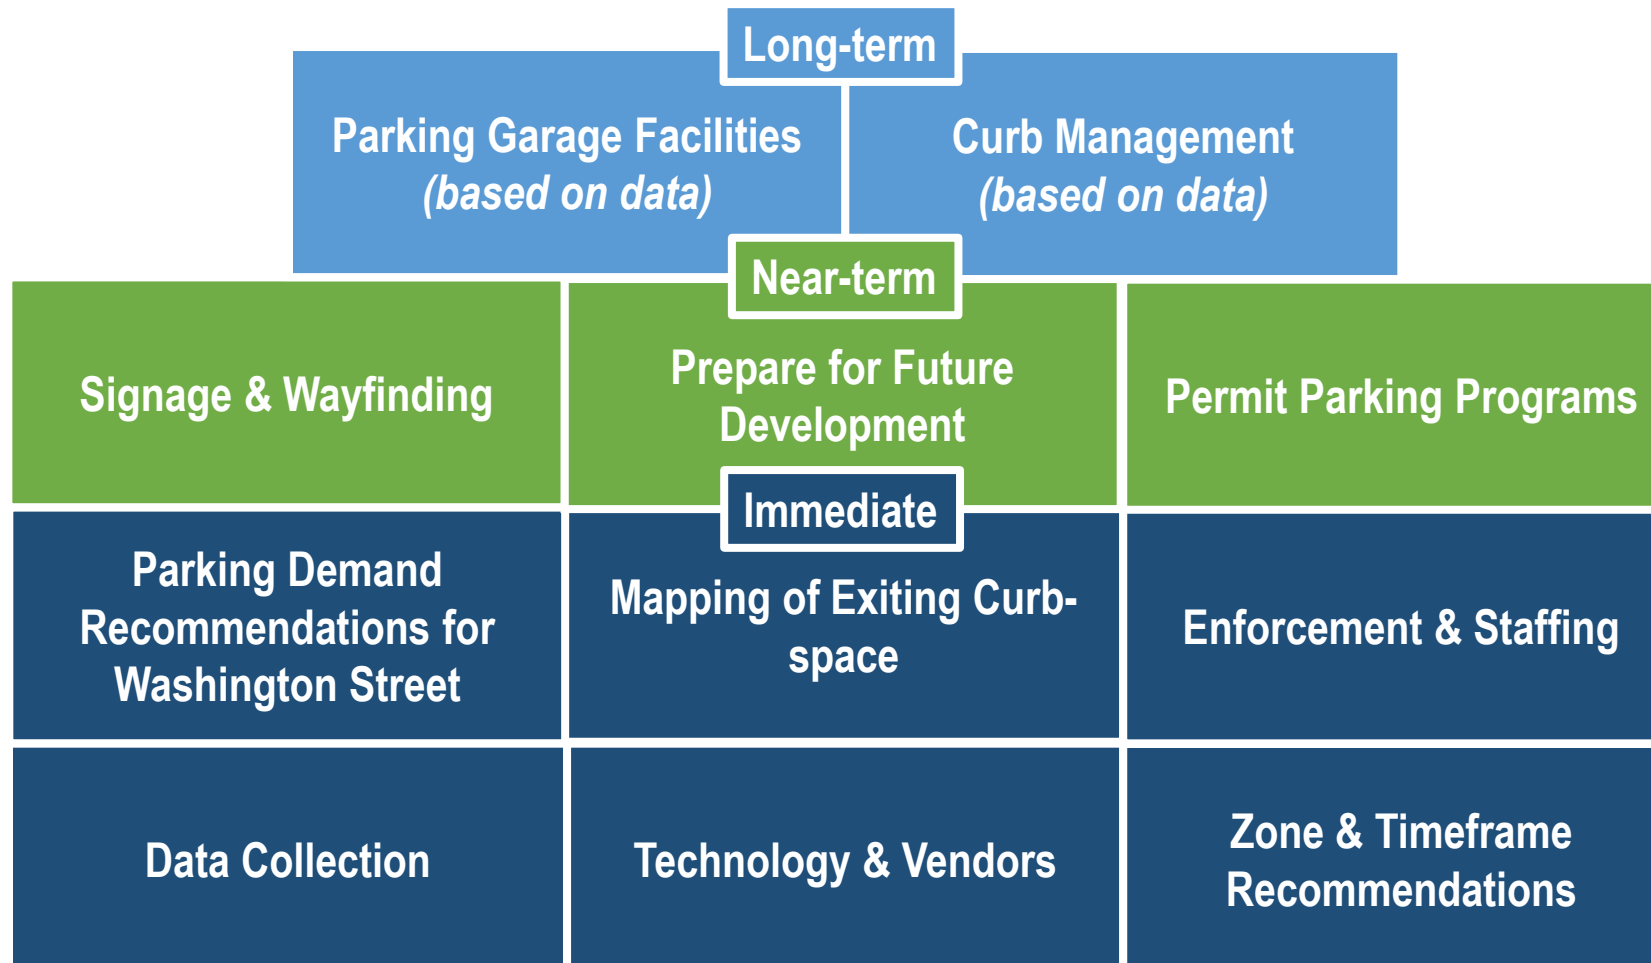 Long-term
Parking Garage Facilities
(based on data)
Curb Management
(based on data)
Near-term
Signage & Wayfinding
Prepare for Future
Development
Permit Parking Programs
Immediate
Parking Demand
Recommendations for
Washington Street
Mapping of Exiting Curb-
space
Enforcement & Staffing
Data Collection
Technology & Vendors
Zone & Timeframe
Recommendations